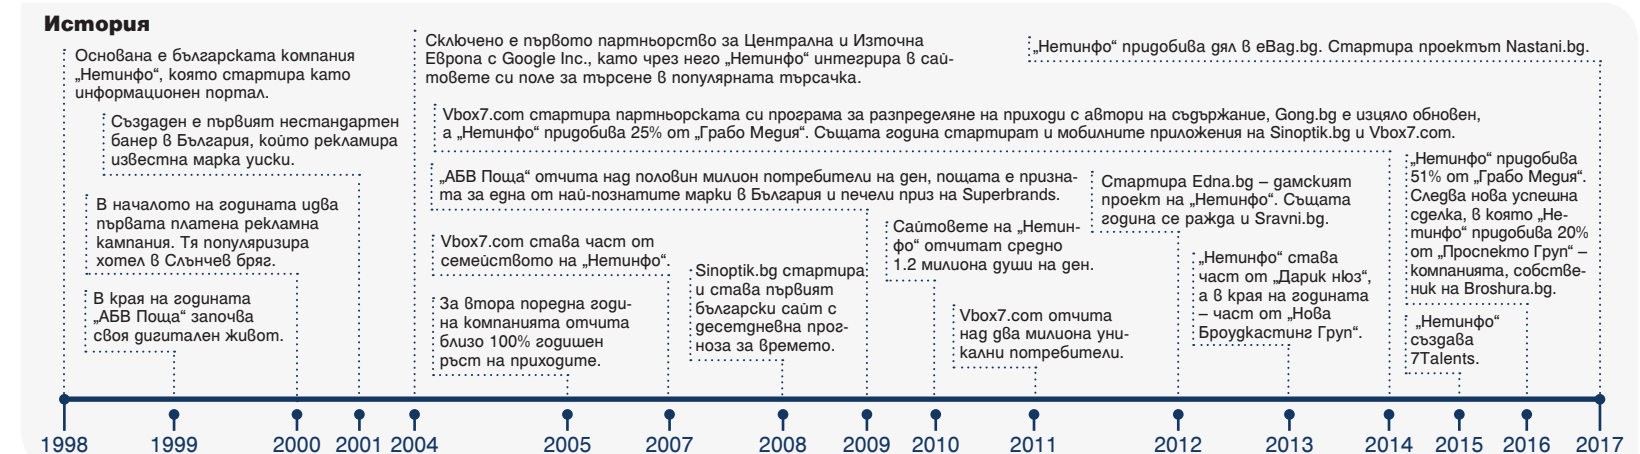 История
Основана е българската компания
„Нетинфо“, която стартира като
информационен портал.
В края на годината
„АБВ Поща“ започва
своя дигитален живот.
В началото на годината идва
първата платена рекламна
кампания. Тя популяризира
хотел в Слънчев бряг.
Създаден е първият нестандартен
банер в България, който рекламира
известна марка уиски.
Сключено е първото партньорство за Централна и Източна
Европа с Google Inc., като чрез него „Нетинфо“ интегрира в сай-
товете си поле за търсене в популярната търсачка.
За втора поредна годи-
на компанията отчита
близо 100% годишен
ръст на приходите.
Vbox7.com става част от
семейството на „Нетинфо“.
Sinoptik.bg стартира
и става първият
български сайт с
десетдневна прог-
ноза за времето.
„АБВ Поща“ отчита над половин милион потребители на ден, пощата е призна-
та за една от най-познатите марки в България и печели приз на Superbrands.
Сайтовете на „Нетин-
фо“ отчитат средно
1.2 милиона души на ден.
Vbox7.com отчита
над два милиона уни-
кални потребители.
Стартира Edna.bg – дамският
проект на „Нетинфо“. Същата
година се ражда и Sravni.bg.
„Нетинфо“ става
част от „Дарик нюз“,
а в края на годината
– част от „Нова
Броудкастинг Груп“.
Vbox7.com стартира партньорската си програма за разпределяне на приходи с автори на съдържание, Gong.bg е изцяло обновен,
а „Нетинфо“ придобива 25% от „Грабо Медия“. Същата година стартират и мобилните приложения на Sinoptik.bg и Vbox7.com.
„Нетинфо“
създава
7Talents.
„Нетинфо“ придобива
51% от „Грабо Медия“.
Следва нова успешна
сделка, в която „Не-
тинфо“ придобива 20%
от „Проспекто Груп“ –
компанията, собстве-
ник на Broshura.bg.
„Нетинфо“ придобива дял в eBag.bg. Стартира проектът Nastani.bg.
1998 1999 2000 2001 2004 2005 2007 2008 2009 2010 2011 2012 2013 2014 2015 2016 2017